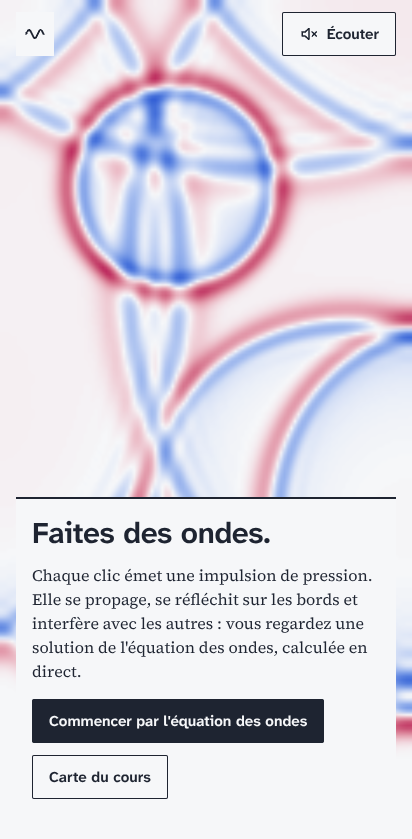 Écouter
Faites des ondes.
Chaque clic émet une impulsion de pression.
Elle se propage, se réfléchit sur les bords et
interfère avec les autres : vous regardez une
solution de l'équation des ondes, calculée en
direct.
Commencer par l'équation des ondes
Carte du cours